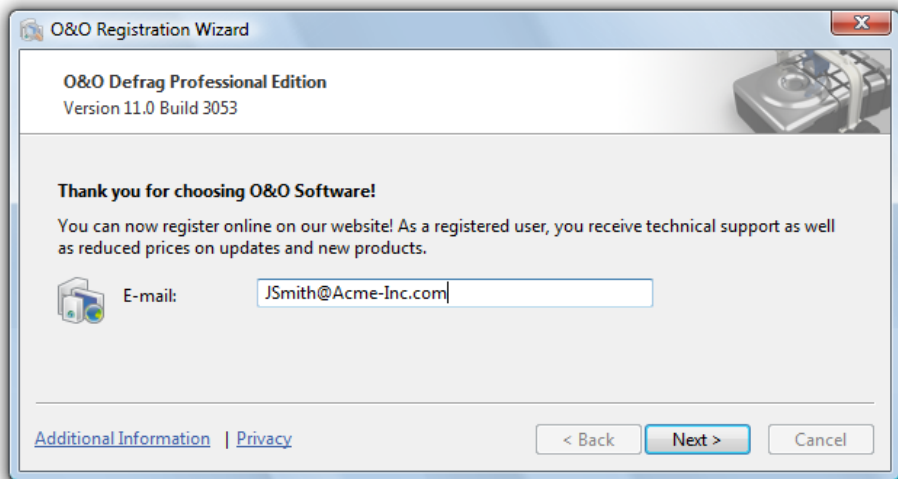 O&O Registration Wizard
O&O Defrag Professional Edition
Version 11.0 Build 3053
Thank you for choosing O&O Software!
You can now register online on our website! As a registered user, you receive technical support as well
as reduced prices on updates and new products.
E-mail: JSmith@Acme-Inc.com
Additional Information | Privacy < Back Next > Cancel